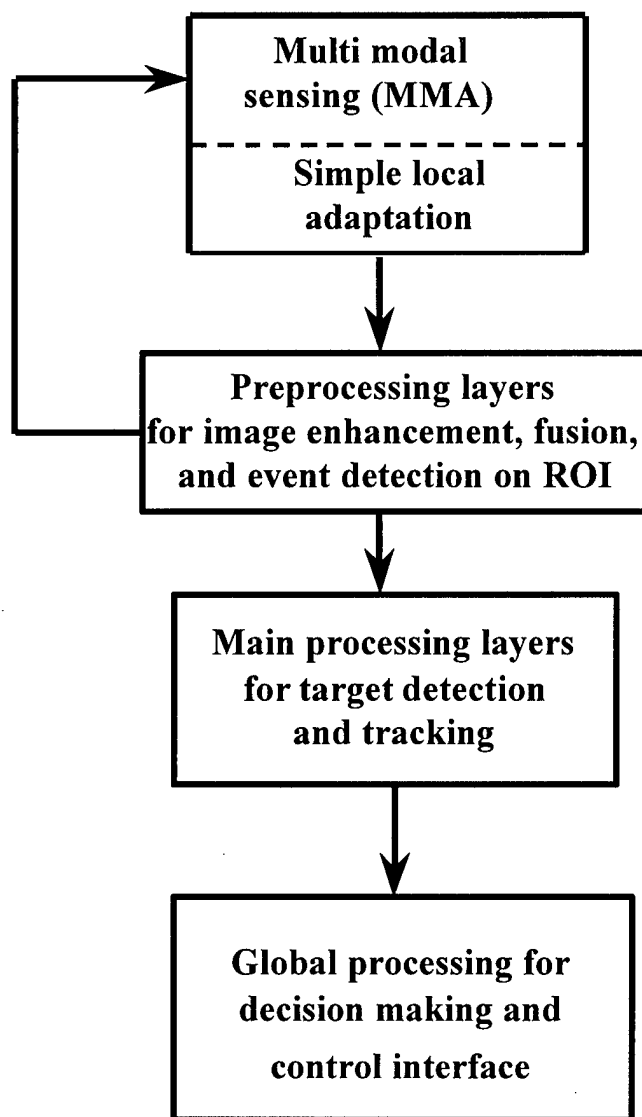 Multi modal
sensing (MMA)
Simple local
adaptation
Preprocessing layers
for image enhancement, fusion,
and event detection on ROI
Main processing layers
for target detection
and tracking
Global processing for
decision making and
control interface